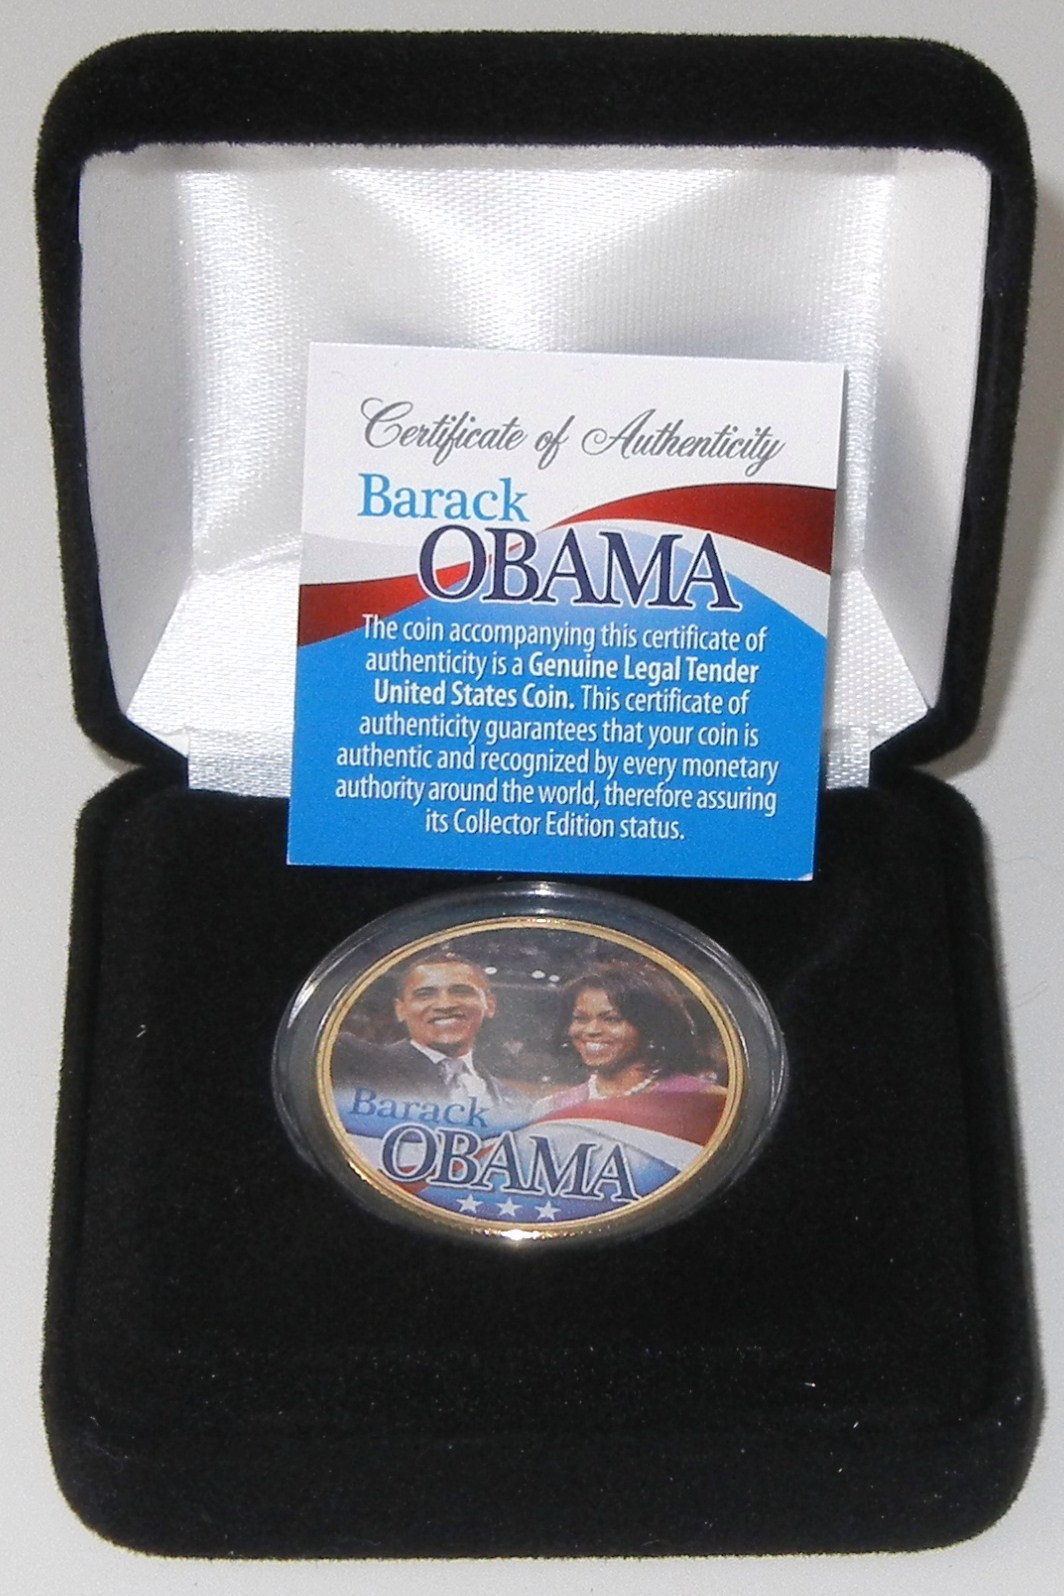 Certificate of Authenticity
Barack
OBAMA
The coin accompanying this certificate of
authenticity is a Genuine Legal Tender
United States Coin. This certificate of
authenticity guarantees that your coin is
authentic and recognized by every monetary
authority around the world, therefore assuring
its Collector Edition status.
Barack
OBAMA